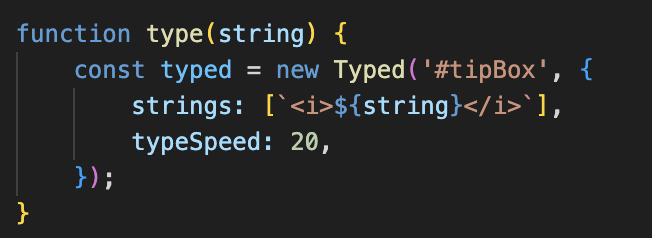 function type(string) {
    const typed = new Typed('#tipBox', {
        strings: [`<i>${string}</i>`],
        typeSpeed: 20,
    });
}